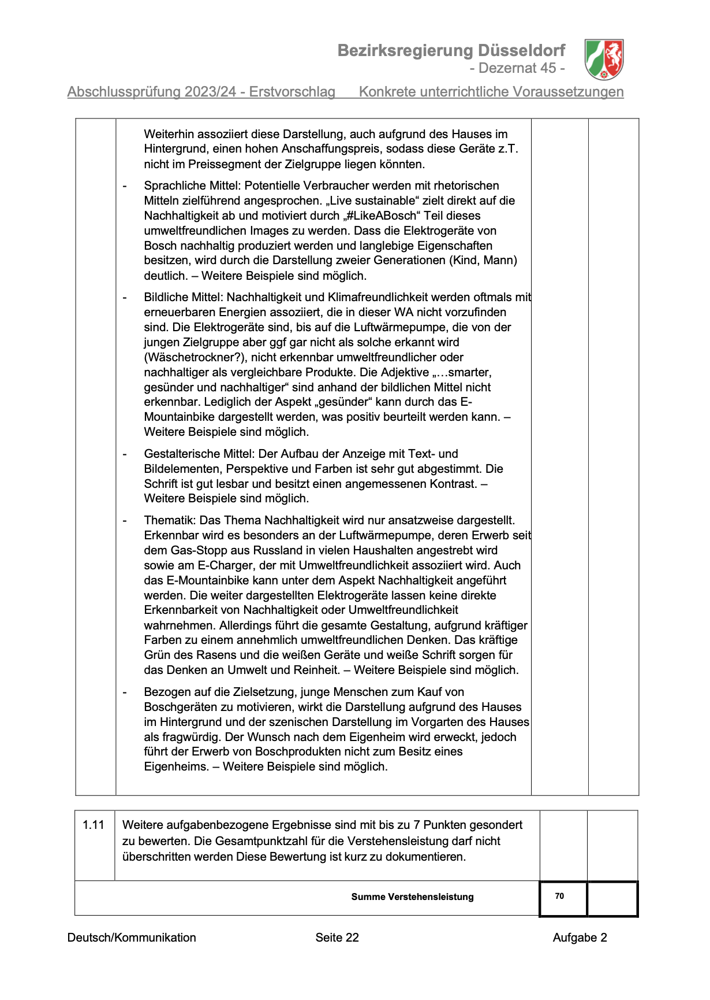 Bezirksregierung Düsseldorf
- Dezernat 45 -
Abschlussprüfung 2023/24 - Erstvorschlag Konkrete unterrichtliche Voraussetzungen
Weiterhin assoziiert diese Darstellung, auch aufgrund des Hauses im
Hintergrund, einen hohen Anschaffungspreis, sodass diese Geräte z.T.
nicht im Preissegment der Zielgruppe liegen könnten.
- Sprachliche Mittel: Potentielle Verbraucher werden mit rhetorischen
Mitteln zielführend angesprochen. „Live sustainable“ zielt direkt auf die
Nachhaltigkeit ab und motiviert durch „#LikeABosch“ Teil dieses
umweltfreundlichen Images zu werden. Dass die Elektrogeräte von
Bosch nachhaltig produziert werden und langlebige Eigenschaften
besitzen, wird durch die Darstellung zweier Generationen (Kind, Mann)
deutlich. – Weitere Beispiele sind möglich.
- Bildliche Mittel: Nachhaltigkeit und Klimafreundlichkeit werden oftmals mit
erneuerbaren Energien assoziiert, die in dieser WA nicht vorzufinden
sind. Die Elektrogeräte sind, bis auf die Luftwärmepumpe, die von der
jungen Zielgruppe aber ggf gar nicht als solche erkannt wird
(Wäschetrockner?), nicht erkennbar umweltfreundlicher oder
nachhaltiger als vergleichbare Produkte. Die Adjektive „…smarter,
gesünder und nachhaltiger“ sind anhand der bildlichen Mittel nicht
erkennbar. Lediglich der Aspekt „gesünder“ kann durch das E-
Mountainbike dargestellt werden, was positiv beurteilt werden kann. –
Weitere Beispiele sind möglich.
- Gestalterische Mittel: Der Aufbau der Anzeige mit Text- und
Bildelementen, Perspektive und Farben ist sehr gut abgestimmt. Die
Schrift ist gut lesbar und besitzt einen angemessenen Kontrast. –
Weitere Beispiele sind möglich.
- Thematik: Das Thema Nachhaltigkeit wird nur ansatzweise dargestellt.
Erkennbar wird es besonders an der Luftwärmepumpe, deren Erwerb seit
dem Gas-Stopp aus Russland in vielen Haushalten angestrebt wird
sowie am E-Charger, der mit Umweltfreundlichkeit assoziiert wird. Auch
das E-Mountainbike kann unter dem Aspekt Nachhaltigkeit angeführt
werden. Die weiter dargestellten Elektrogeräte lassen keine direkte
Erkennbarkeit von Nachhaltigkeit oder Umweltfreundlichkeit
wahrnehmen. Allerdings führt die gesamte Gestaltung, aufgrund kräftiger
Farben zu einem annehmlich umweltfreundlichen Denken. Das kräftige
Grün des Rasens und die weißen Geräte und weiße Schrift sorgen für
das Denken an Umwelt und Reinheit. – Weitere Beispiele sind möglich.
- Bezogen auf die Zielsetzung, junge Menschen zum Kauf von
Boschgeräten zu motivieren, wirkt die Darstellung aufgrund des Hauses
im Hintergrund und der szenischen Darstellung im Vorgarten des Hauses
als fragwürdig. Der Wunsch nach dem Eigenheim wird erweckt, jedoch
führt der Erwerb von Boschprodukten nicht zum Besitz eines
Eigenheims. – Weitere Beispiele sind möglich.
1.11 Weitere aufgabenbezogene Ergebnisse sind mit bis zu 7 Punkten gesondert
zu bewerten. Die Gesamtpunktzahl für die Verstehensleistung darf nicht
überschritten werden Diese Bewertung ist kurz zu dokumentieren.
Summe Verstehensleistung 70
Deutsch/Kommunikation Seite 22 Aufgabe 2